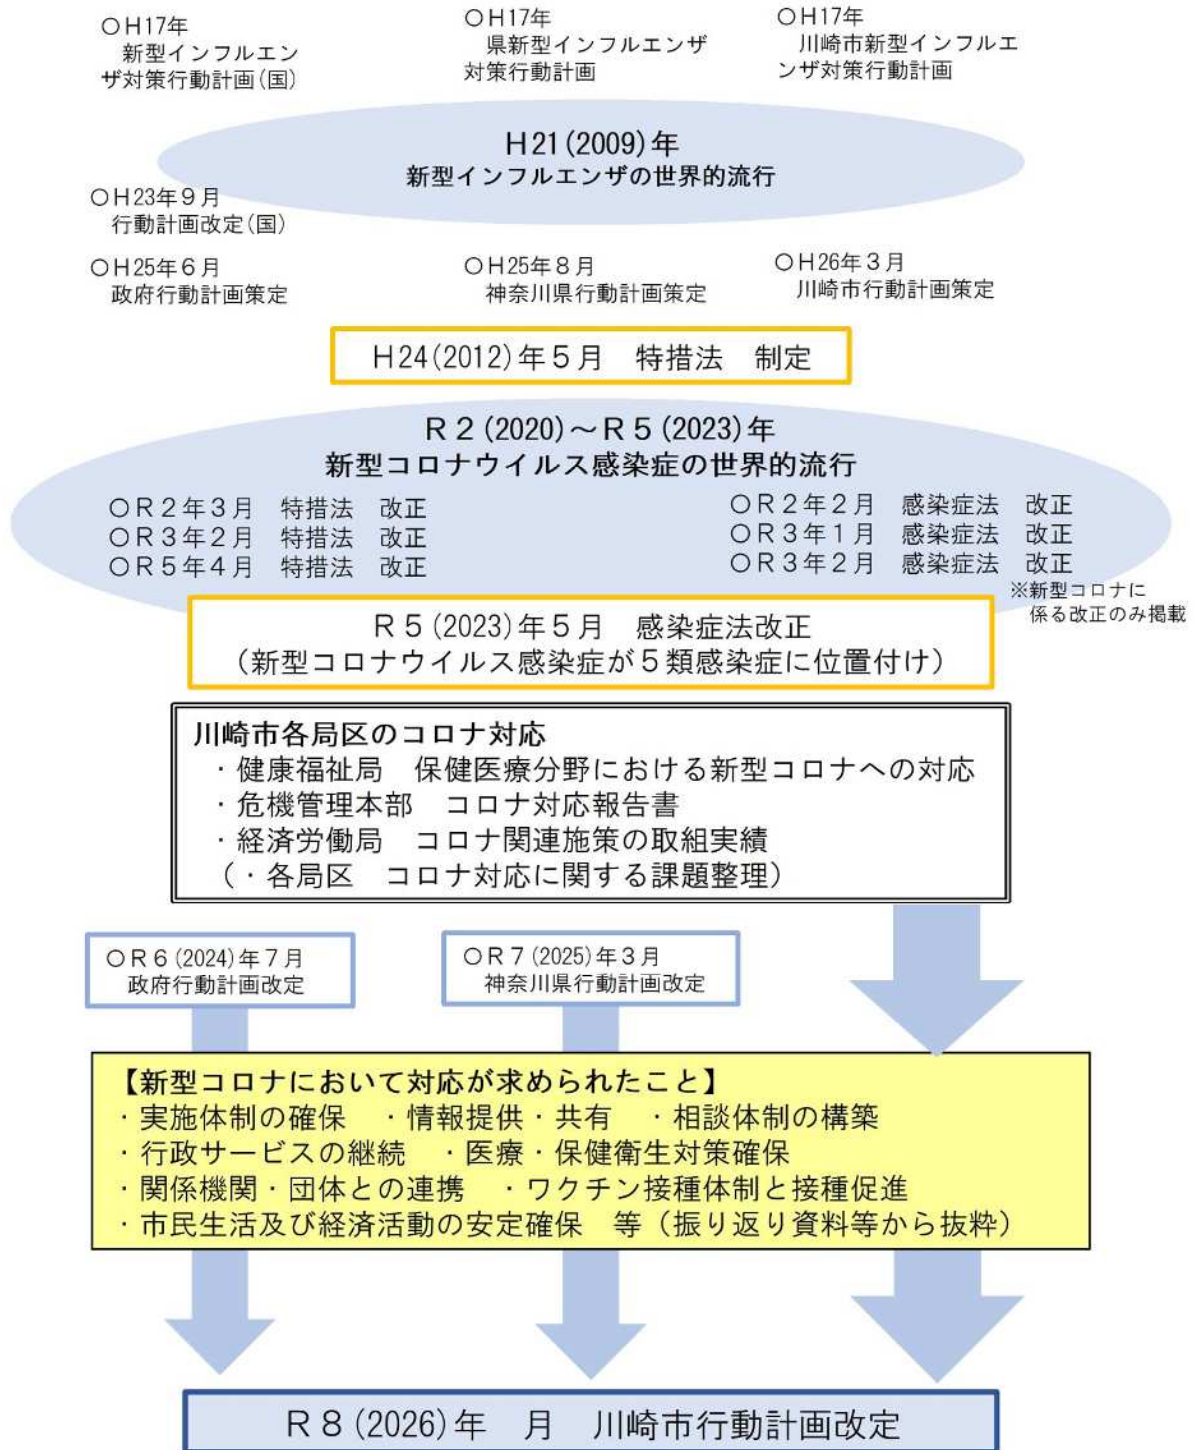 ○H17年
新型インフルエン
ザ対策行動計画(国)
○H17年
県新型インフルエンザ
対策行動計画
○H17年
川崎市新型インフルエ
ンザ対策行動計画
H21(2009)年
新型インフルエンザの世界的流行
○H23年9月
行動計画改定(国)
○H25年6月
政府行動計画策定
○H25年8月
神奈川県行動計画策定
○H26年3月
川崎市行動計画策定
H24(2012)年5月　特措法　制定
R2(2020)～R5(2023)年
新型コロナウイルス感染症の世界的流行
○R2年3月　特措法　改正
○R3年2月　特措法　改正
○R5年4月　特措法　改正
○R2年2月　感染症法　改正
○R3年1月　感染症法　改正
○R3年2月　感染症法　改正
※新型コロナに
係る改正のみ掲載
R5(2023)年5月　感染症法改正
（新型コロナウイルス感染症が5類感染症に位置付け）
川崎市各局区のコロナ対応
・健康福祉局　保健医療分野における新型コロナへの対応
・危機管理本部　コロナ対応報告書
・経済労働局　コロナ関連施策の取組実績
（・各局区　コロナ対応に関する課題整理）
○R6(2024)年7月
政府行動計画改定
○R7(2025)年3月
神奈川県行動計画改定
【新型コロナにおいて対応が求められたこと】
・実施体制の確保　・情報提供・共有　・相談体制の構築
・行政サービスの継続　・医療・保健衛生対策確保
・関係機関・団体との連携　・ワクチン接種体制と接種促進
・市民生活及び経済活動の安定確保　等（振り返り資料等から抜粋）
R8(2026)年　月　川崎市行動計画改定